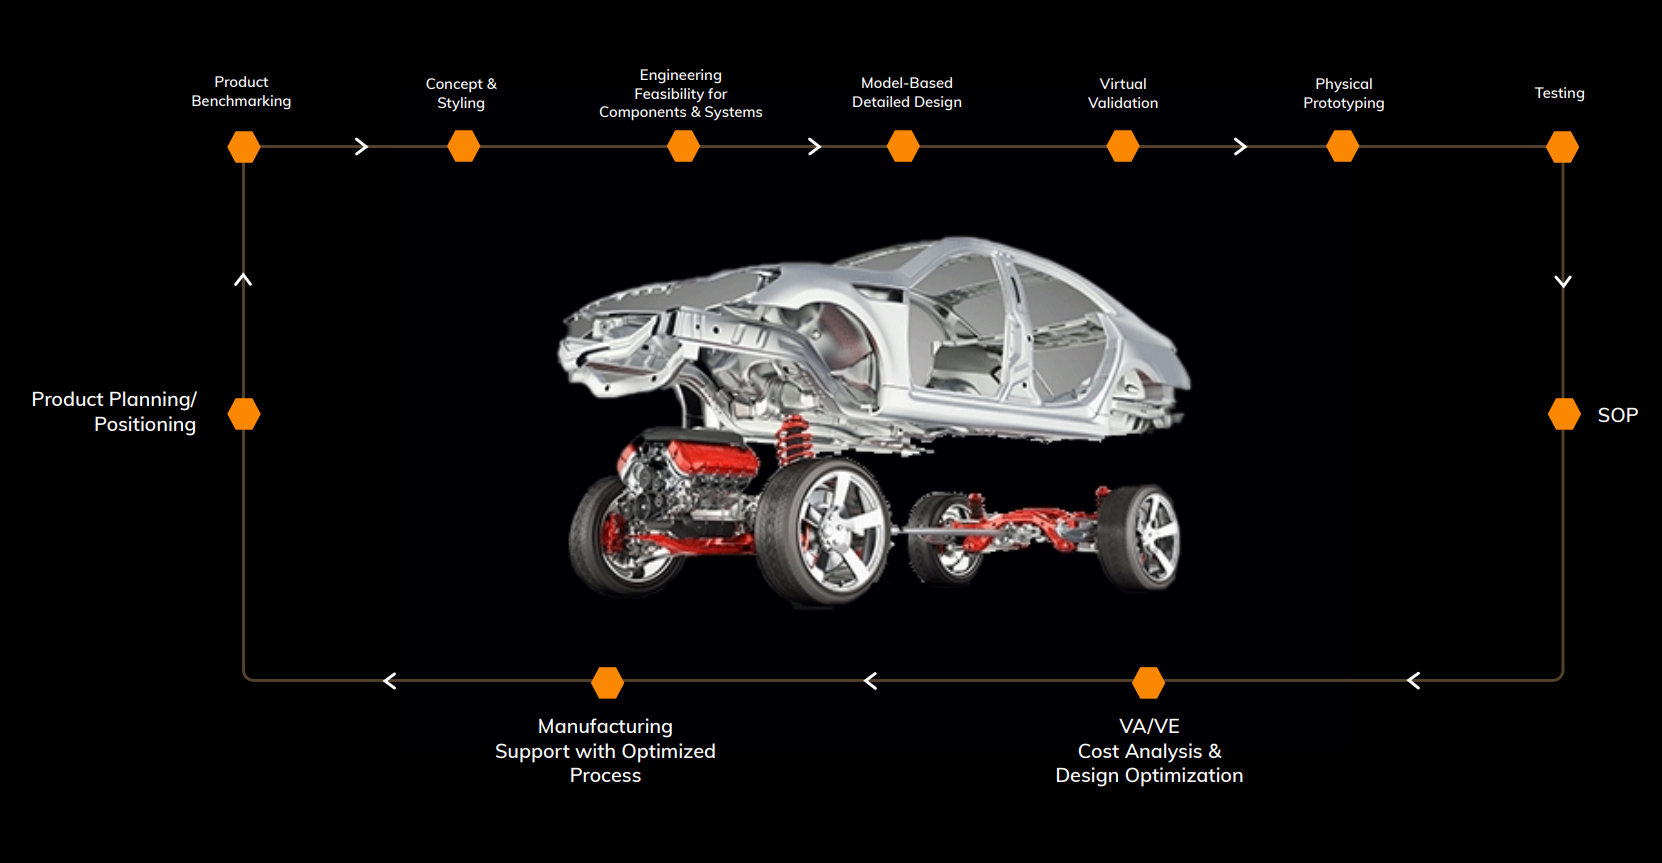 Product
Benchmarking
Concept &
Styling
Engineering
Feasibility for
Components & Systems
Model-Based
Detailed Design
Virtual
Validation
Physical
Prototyping
Testing
Product Planning/
Positioning
SOP
Manufacturing
Support with Optimized
Process
VA/VE
Cost Analysis &
Design Optimization